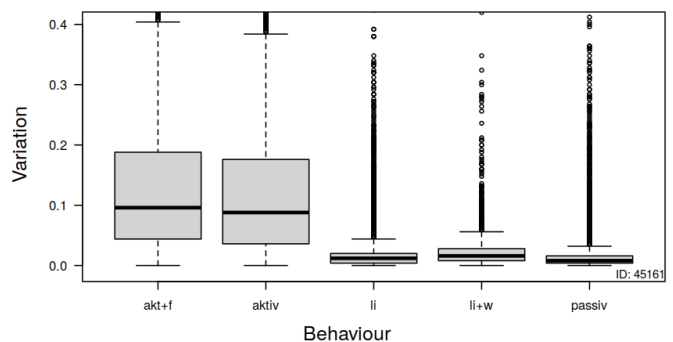 0.4
0.3
0.2
0.1
0.0
Variation
ID: 45161
akt+f aktiv li li+w passiv
Behaviour